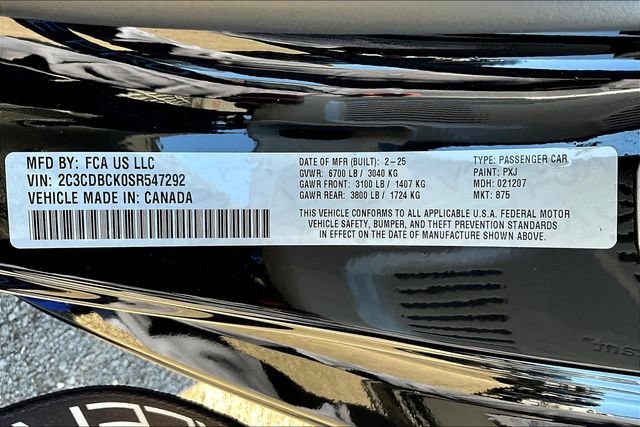 MFD BY: FCA US LLC
VIN: 2C3CDBCK0SR547292
VEHICLE MADE IN: CANADA
DATE OF MFR (BUILT): 2-25
GVWR: 6700 LB / 3040 KG
GAWR FRONT: 3100 LB / 1407 KG
GAWR REAR: 3800 LB / 1724 KG
TYPE: PASSENGER CAR
PAINT: PXJ
MDH: 021207
MKT: 875
THIS VEHICLE CONFORMS TO ALL APPLICABLE U.S.A. FEDERAL MOTOR
VEHICLE SAFETY, BUMPER, AND THEFT PREVENTION STANDARDS
IN EFFECT ON THE DATE OF MANUFACTURE SHOWN ABOVE.